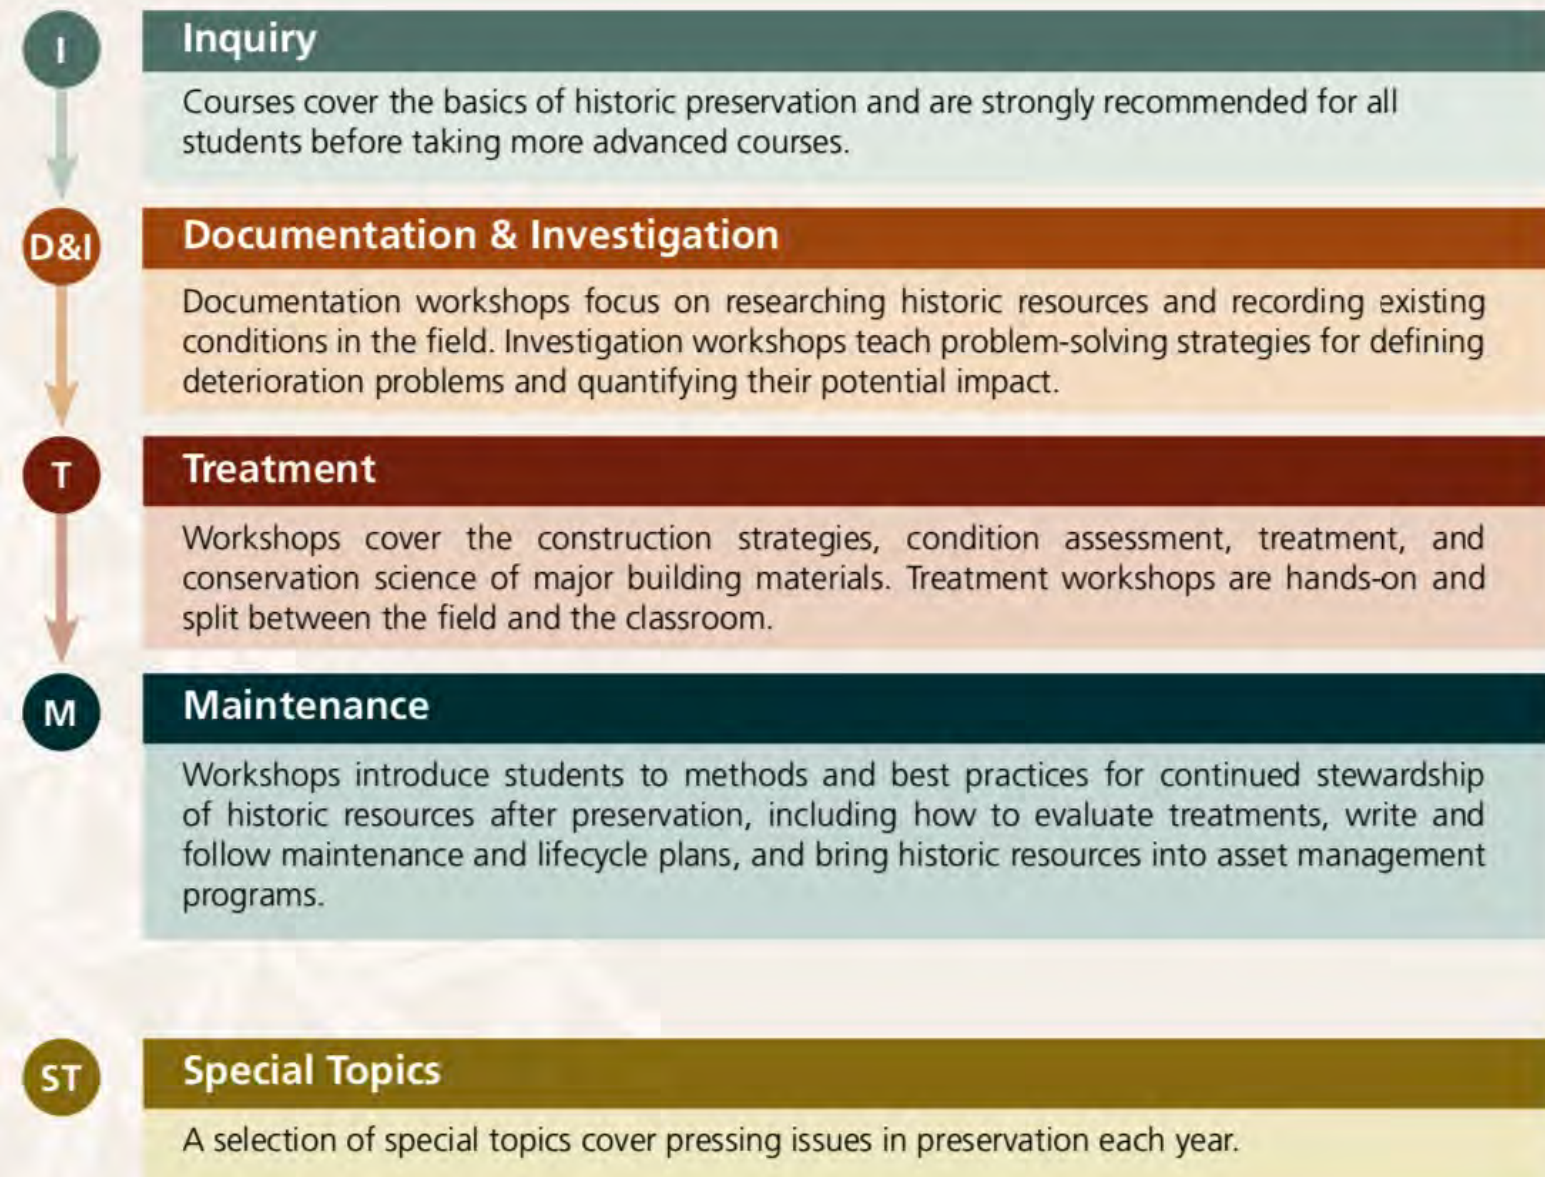 I
Inquiry
Courses cover the basics of historic preservation and are strongly recommended for all
students before taking more advanced courses.
D&I
Documentation & Investigation
Documentation workshops focus on researching historic resources and recording existing
conditions in the field. Investigation workshops teach problem-solving strategies for defining
deterioration problems and quantifying their potential impact.
T
Treatment
Workshops cover the construction strategies, condition assessment, treatment, and
conservation science of major building materials. Treatment workshops are hands-on and
split between the field and the classroom.
M
Maintenance
Workshops introduce students to methods and best practices for continued stewardship
of historic resources after preservation, including how to evaluate treatments, write and
follow maintenance and lifecycle plans, and bring historic resources into asset management
programs.
ST
Special Topics
A selection of special topics cover pressing issues in preservation each year.